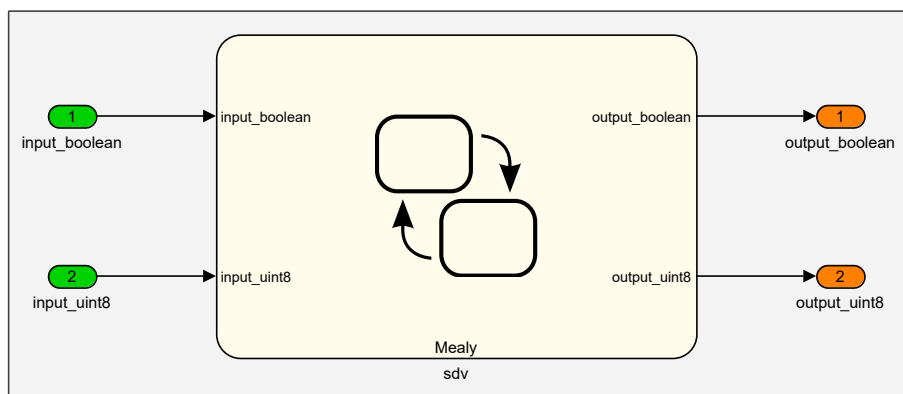 1
input_boolean
input_boolean
output_boolean
1
output_boolean
2
input_uint8
input_uint8
output_uint8
2
output_uint8
Mealy
sdv